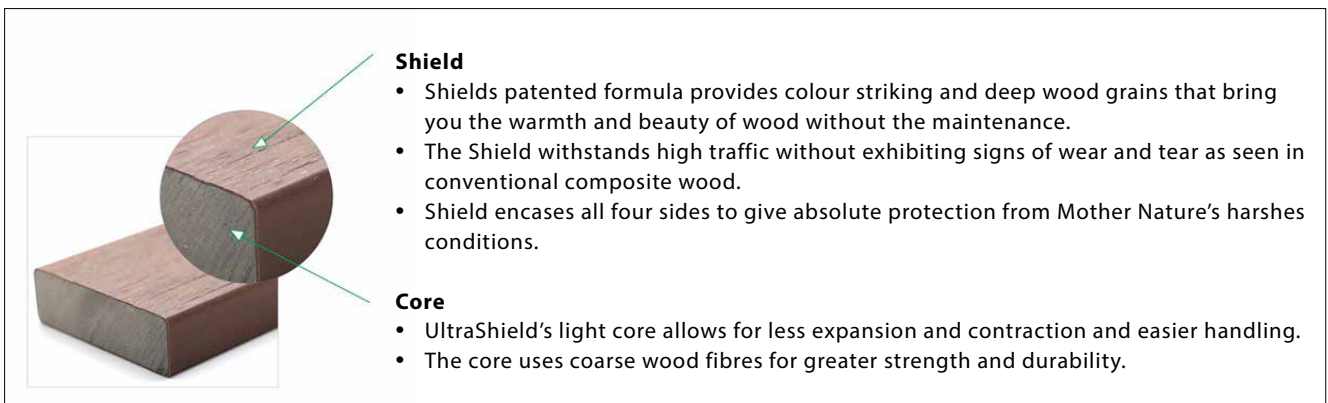 Shield
• Shields patented formula provides colour striking and deep wood grains that bring
you the warmth and beauty of wood without the maintenance.
• The Shield withstands high traffic without exhibiting signs of wear and tear as seen in
conventional composite wood.
• Shield encases all four sides to give absolute protection from Mother Nature’s harshes
conditions.
Core
• UltraShield’s light core allows for less expansion and contraction and easier handling.
• The core uses coarse wood fibres for greater strength and durability.